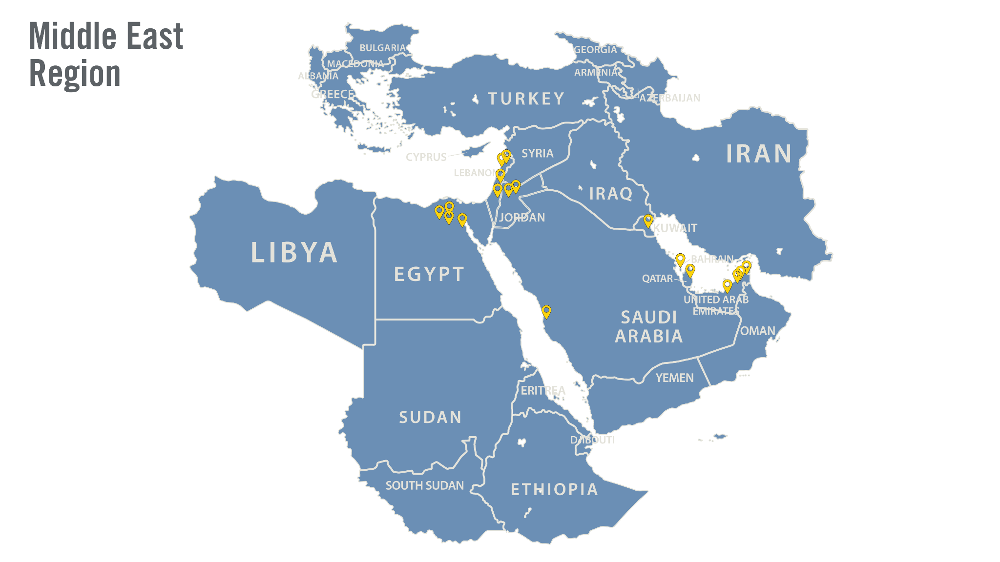 Middle East
Region
BULGARIA
GEORGIA
MACEDONIA
ARMENIA
ALBANIA
GREECE
TURKEY
AZERBAIJAN
CYPRUS
SYRIA
IRAN
LEBANON
IRAQ
JORDAN
KUWAIT
LIBYA
EGYPT
BAHRAIN
QATAR
UNITED ARAB
EMIRATES
SAUDI
ARABIA
OMAN
YEMEN
ERITREA
SUDAN
DJIBOUTI
SOUTH SUDAN
ETHIOPIA